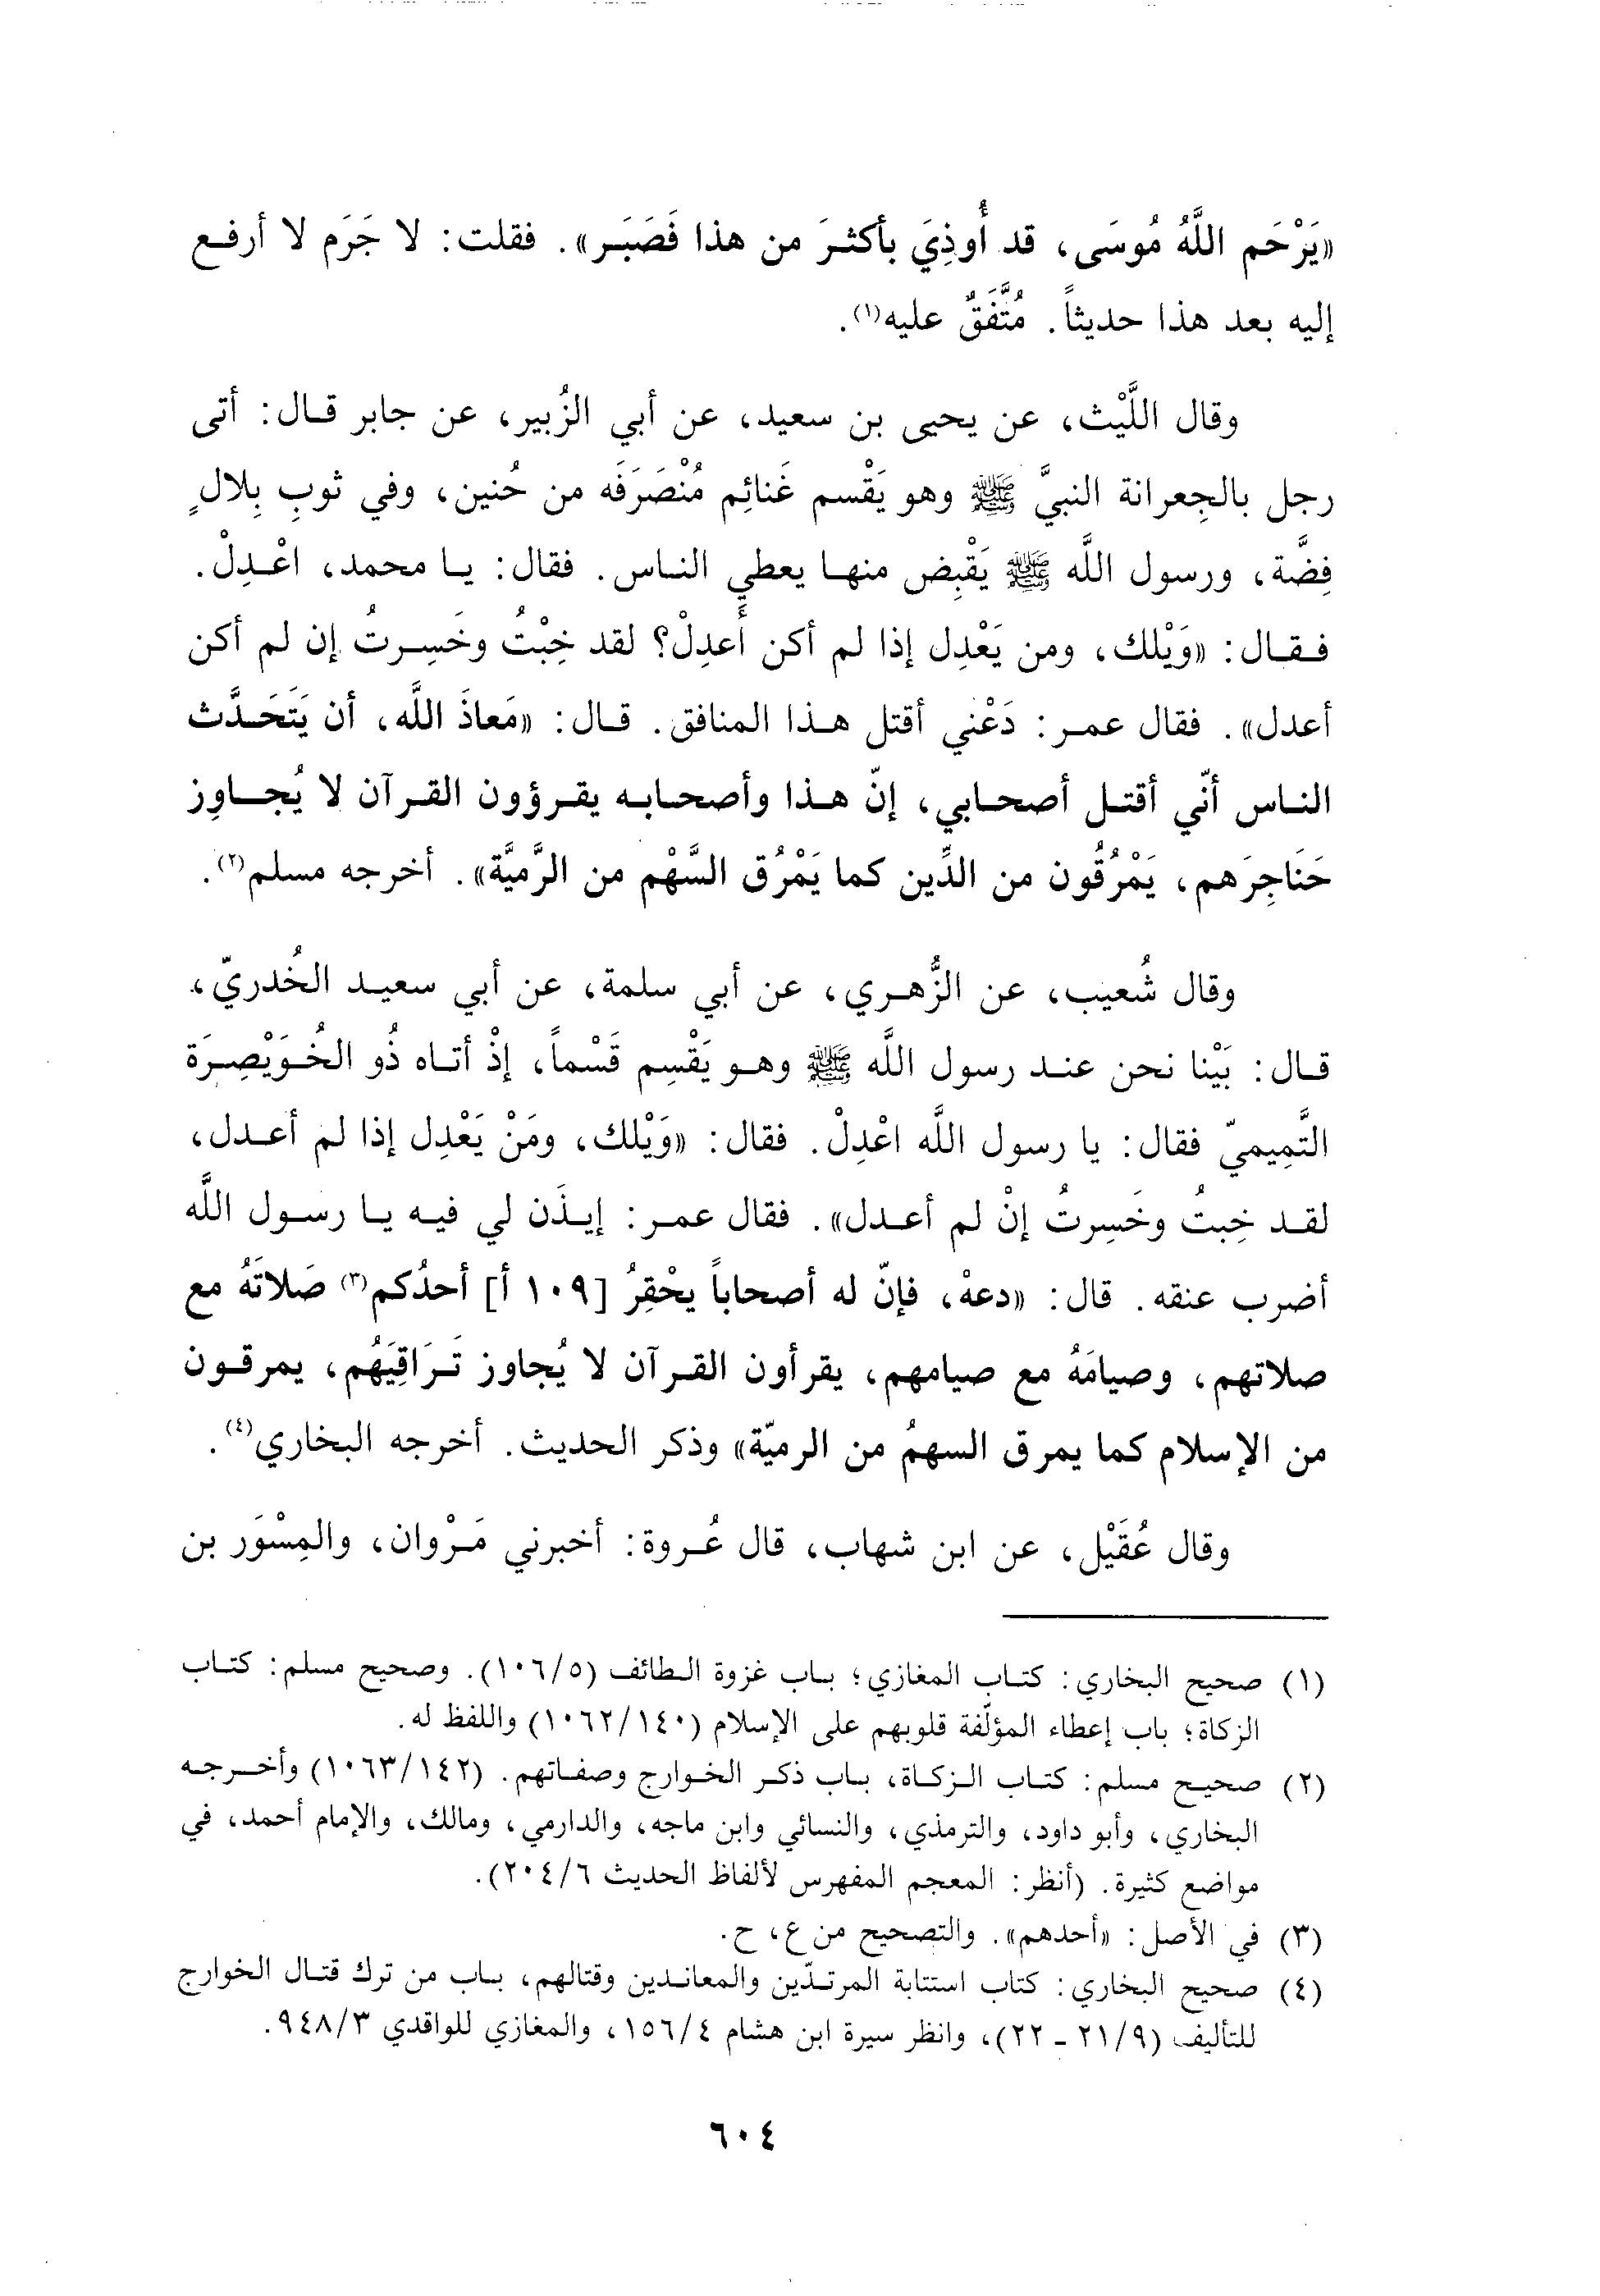 «يَرْحَم اللَّهُ مُوسَى، قد أُوذِيَ بأكثرَ من هذا فَصَبَر». فقلت: لا جَرَم لا أرفع
إليه بعد هذا حديثاً. مُتَّفَقٌ عليه(١).
وقال اللَّيْث، عن يحيى بن سعيد، عن أبي الزُبير، عن جابر قال: أتى
رجل بالجِعرانة النبيَّ ﷺ وهو يَقْسم غَنائِم مُنْصَرَفَه من حُنين، وفي ثوبِ بِلالٍ
فِضَّة، ورسول اللَّه ﷺ يَقْبِض منها يعطي الناس. فقال: يا محمد، اعْدِلْ.
فقال: «وَيْلك، ومن يَعْدِل إذا لم أكن أَعدِلْ؟ لقد خِبْتُ وخَسِرتُ إن لم أكن
أعدل». فقال عمر: دَعْني أقتل هذا المنافق. قال: «مَعاذَ اللَّه، أن يَتَحَدَّث
الناس أنّي أقتل أصحابي، إنّ هذا وأصحابه يقرؤون القرآن لا يُجاوِز
حَنَاجِرَهم، يَمْرُقُون من الدِّين كما يَمْرُق السَّهْم من الرَّميَّة». أخرجه مسلم(٢).
وقال شُعيب، عن الزُّهري، عن أبي سلمة، عن أبي سعيد الخُدريّ،
قال: بَيْنا نحن عند رسول اللَّه ﷺ وهو يَقْسِم قَسْماً، إذْ أتاه ذُو الخُوَيْصِرَة
التَّمِيميّ فقال: يا رسول اللَّه اعْدِلْ. فقال: «وَيْلك، ومَنْ يَعْدِل إذا لم أعدل،
لقد خِبتُ وخَسِرتُ إنْ لم أعدل». فقال عمر: إيذَن لي فيه يا رسول اللَّه
أضرب عنقه. قال: «دعهْ، فإنّ له أصحاباً يحْقِرُ [١٠٩ أ] أحدُكم(٣) صَلاتَهُ مع
صلاتهم، وصيامَهُ مع صيامهم، يقرأون القرآن لا يُجاوز تَرَاقِيَهُم، يمرقون
من الإسلام كما يمرق السهمُ من الرميّة» وذكر الحديث. أخرجه البخاري(٤).
وقال عُقَيْل، عن ابن شهاب، قال عُروة: أخبرني مَرْوان، والمِسْوَر بن
(١) صحيح البخاري: كتاب المغازي؛ باب غزوة الطائف (١٠٦/٥). وصحيح مسلم: كتاب
الزكاة؛ باب إعطاء المؤلّفة قلوبهم على الإسلام (١٠٦٢/١٤٠) واللفظ له.
(٢) صحيح مسلم: كتاب الزكاة، باب ذكر الخوارج وصفاتهم. (١٠٦٣/١٤٢) وأخرجه
البخاري، وأبو داود، والترمذي، والنسائي وابن ماجه، والدارمي، ومالك، والإمام أحمد، في
مواضع كثيرة. (أنظر: المعجم المفهرس لألفاظ الحديث ٢٠٤/٦).
(٣) في الأصل: «أحدهم». والتصحيح من ع، ح.
(٤) صحيح البخاري: كتاب استتابة المرتدّين والمعاندين وقتالهم، باب من ترك قتال الخوارج
للتأليف (٢١/٩ - ٢٢)، وانظر سيرة ابن هشام ١٥٦/٤، والمغازي للواقدي ٩٤٨/٣.
٦٠٤